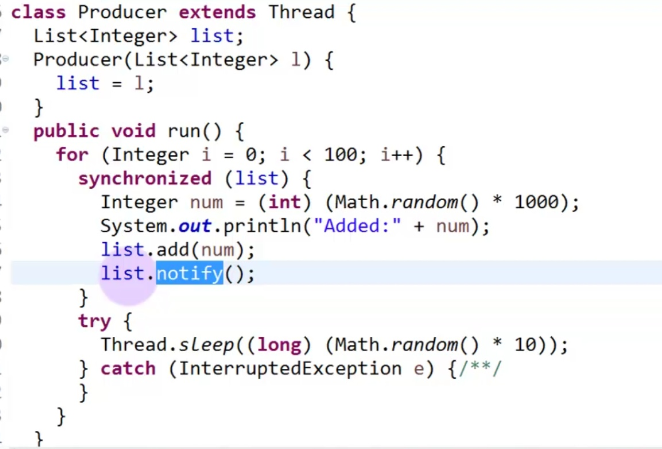 class Producer extends Thread {
List<Integer> list;
Producer(List<Integer> l) {
list = l;
}
public void run() {
for (Integer i = 0; i < 100; i++) {
synchronized (list) {
Integer num = (int) (Math.random() * 1000);
System.out.println("Added:" + num);
list.add(num);
list.notify();
}
try {
Thread.sleep((long) (Math.random() * 10));
} catch (InterruptedException e) {/**/
}
}
}